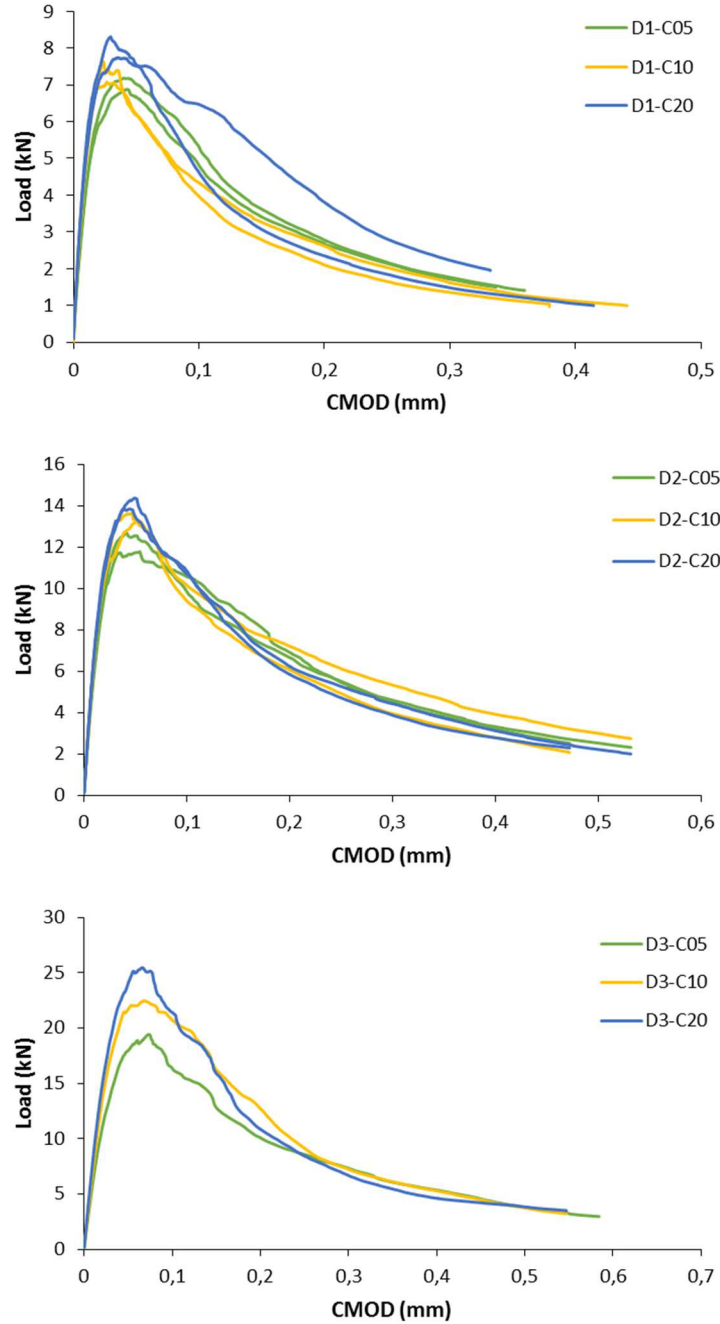 9
8
7
6
5
4
3
2
1
0
Load (kN)
D1-C05
D1-C10
D1-C20
0 0,1 0,2 0,3 0,4 0,5
CMOD (mm)
16
14
12
10
8
6
4
2
0
Load (kN)
D2-C05
D2-C10
D2-C20
0 0,1 0,2 0,3 0,4 0,5 0,6
CMOD (mm)
30
25
20
15
10
5
0
Load (kN)
D3-C05
D3-C10
D3-C20
0 0,1 0,2 0,3 0,4 0,5 0,6 0,7
CMOD (mm)